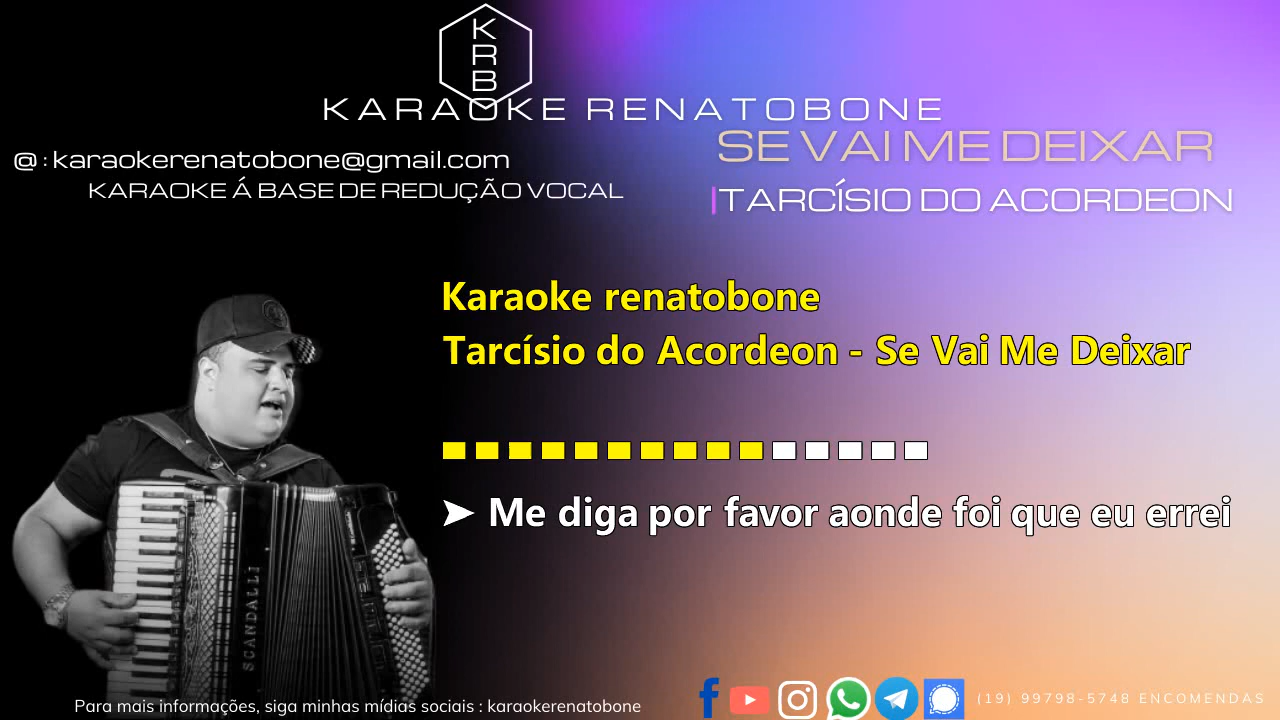 K
R
B
KARAOKE RENATOBONE
SE VAI ME DEIXAR
@ : karaokerenatobone@gmail.com
KARAOKE Á BASE DE REDUÇÃO VOCAL
TARCÍSIO DO ACORDEON
Karaoke renatobone
Tarcísio do Acordeon - Se Vai Me Deixar
➤ Me diga por favor aonde foi que eu errei
SCANDALLI
Para mais informações, siga minhas mídias sociais : karaokerenatobone
(19) 99798-5748 ENCOMENDAS